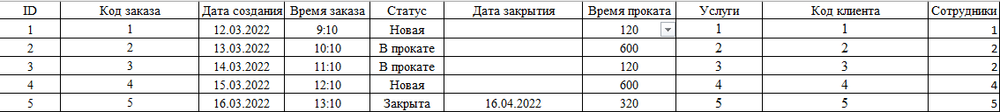 ID Код заказа Дата создания Время заказа Статус Дата закрытия Время проката Услуги Код клиента Сотрудники
1 1 12.03.2022 9:10 Новая 120 1 1 1
2 2 13.03.2022 10:10 В прокате 600 2 2 2
3 3 14.03.2022 11:10 В прокате 120 3 3 2
4 4 15.03.2022 12:10 Новая 600 4 4 4
5 5 16.03.2022 13:10 Закрыта 16.04.2022 320 5 5 5